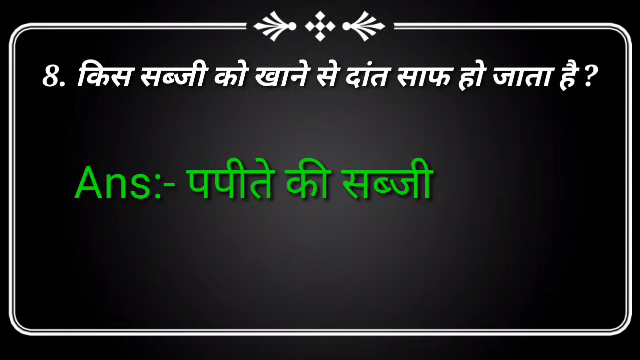 8. किस सब्जी को खाने से दांत साफ हो जाता है ?
Ans:- पपीते की सब्जी